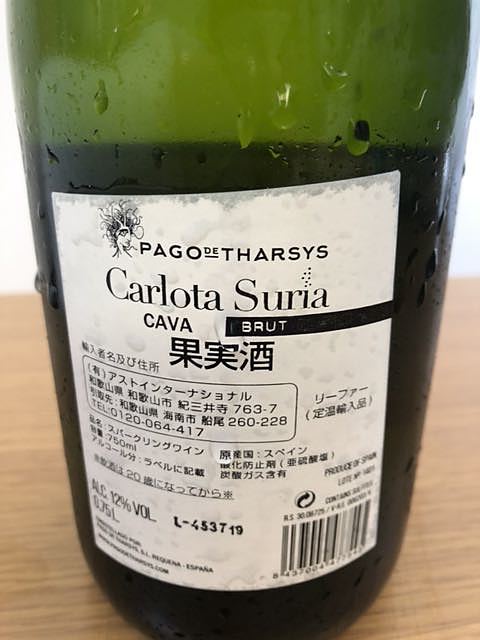 PAGO DE THARSYS
Carlota Suria
CAVA BRUT
果実酒
輸入者名及び住所
(有)アストインターナショナル
和歌山県 和歌山市 紀三井寺 763-7
引取先:和歌山県 海南市 船尾 260-228
TEL:0120-064-417
リーファー
(定温輸入品)
品名:スパークリングワイン
容量:750ml
アルコール分:ラベルに記載
原産国:スペイン
酸化防止剤(亜硫酸塩)
炭酸ガス含有
※飲酒は20歳になってから※
PRODUCE OF SPAIN
CONTAINS SULFITES
ALC. 12% VOL.
0,75 L.
L-453719
THARSYS, S.L. REQUENA - ESPAÑA